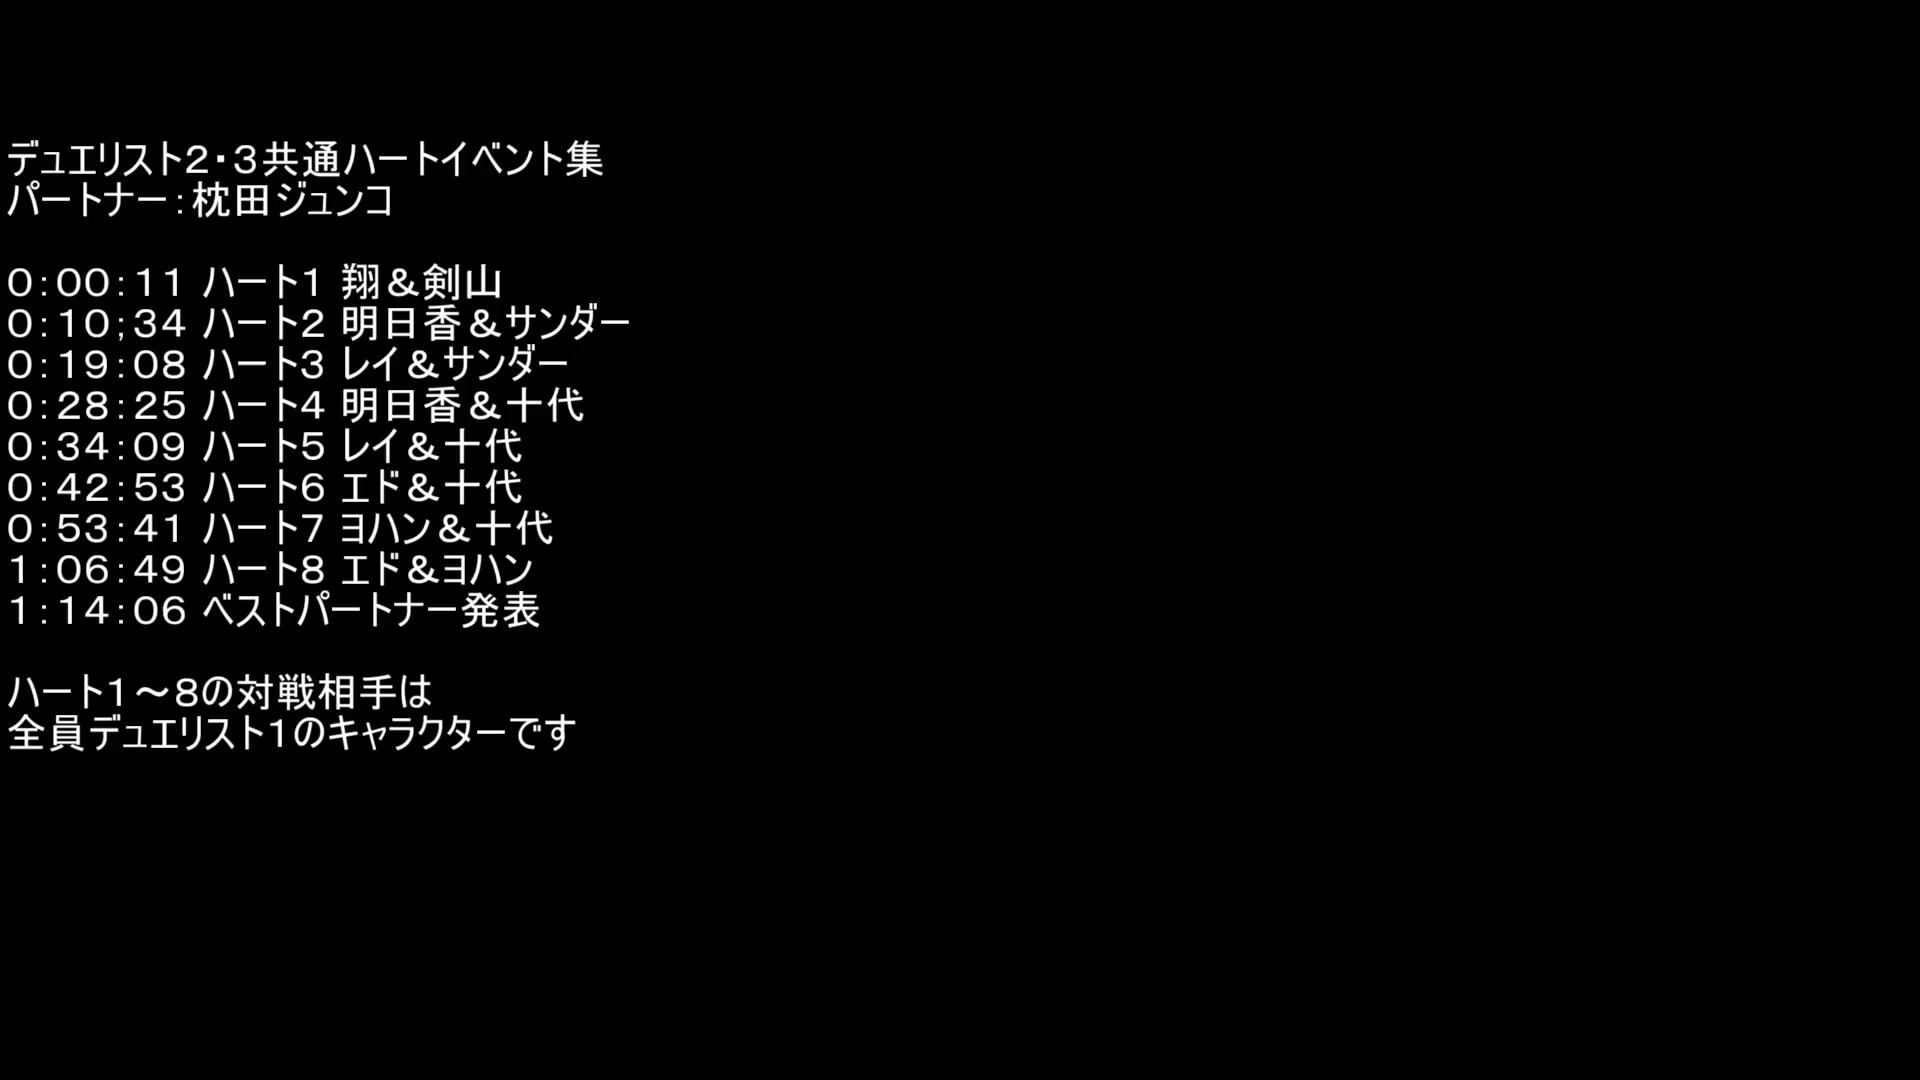 デュエリスト２・３共通ハートイベント集
パートナー：枕田ジュンコ
０：００：１１ ハート１ 翔＆剣山
０：１０；３４ ハート２ 明日香＆サンダー
０：１９：０８ ハート３ レイ＆サンダー
０：２８：２５ ハート４ 明日香＆十代
０：３４：０９ ハート５ レイ＆十代
０：４２：５３ ハート６ エド＆十代
０：５３：４１ ハート７ ヨハン＆十代
１：０６：４９ ハート８ エド＆ヨハン
１：１４：０６ ベストパートナー発表
ハート１～８の対戦相手は
全員デュエリスト１のキャラクターです